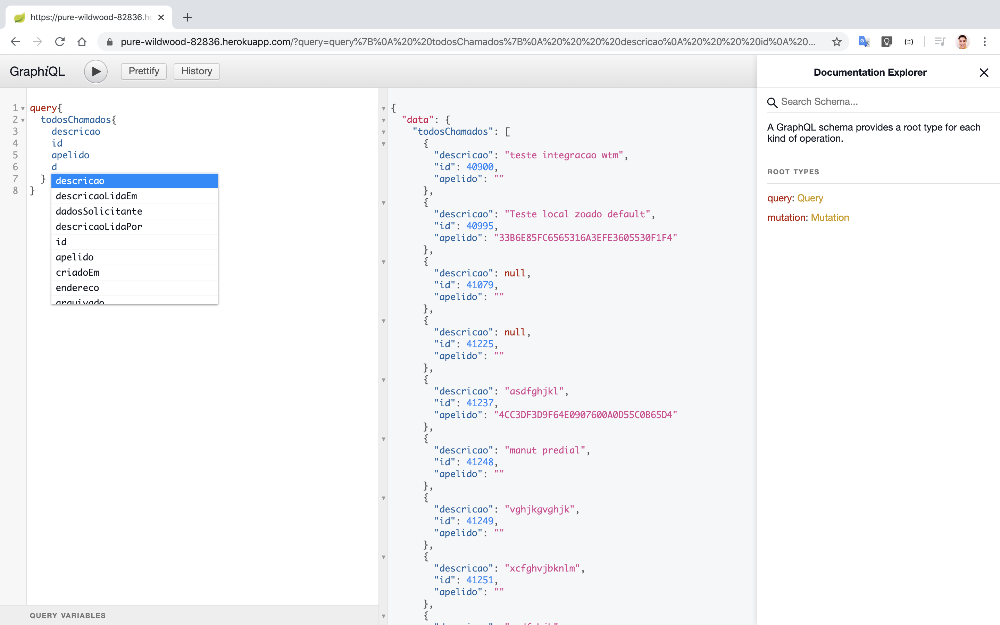 https://pure-wildwood-82836.he
pure-wildwood-82836.herokuapp.com/?query=query%7B%0A%20%20todosChamados%7B%0A%20%20%20%20descricao%0A%20%20%20%20id%0A%20...
GraphiQL
Prettify
History
1 query{
2 todosChamados{
3 descricao
4 id
5 apelido
6 d
7 }
8 }
descricao
descricaoLidaEm
dadosSolicitante
descricaoLidaPor
id
apelido
criadoEm
endereco
arquivado
QUERY VARIABLES
{
"data": {
"todosChamados": [
{
"descricao": "teste integracao wtm",
"id": 40900,
"apelido": ""
},
{
"descricao": "Teste local zoado default",
"id": 40995,
"apelido": "33B6E85FC6565316A3EFE3605530F1F4"
},
{
"descricao": null,
"id": 41079,
"apelido": ""
},
{
"descricao": null,
"id": 41225,
"apelido": ""
},
{
"descricao": "asdfghjkl",
"id": 41237,
"apelido": "4CC3DF3D9F64E0907600A0D55C0B65D4"
},
{
"descricao": "manut predial",
"id": 41248,
"apelido": ""
},
{
"descricao": "vghjkgvghjk",
"id": 41249,
"apelido": ""
},
{
"descricao": "xcfghvjbknlm",
"id": 41251,
"apelido": ""
},
{
Documentation Explorer
Search Schema...
A GraphQL schema provides a root type for each
kind of operation.
ROOT TYPES
query: Query
mutation: Mutation